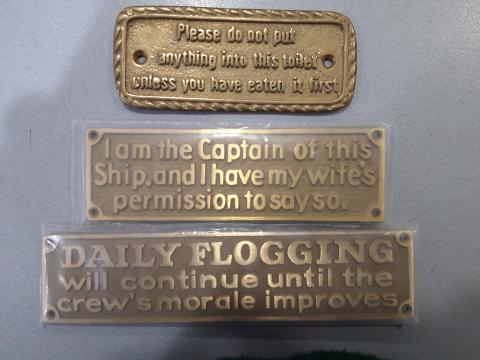 Please do not put
anything into this toilet
unless you have eaten it first
I am the Captain of this
Ship, and I have my wife's
permission to say so.
DAILY FLOGGING
will continue until the
crew's morale improves